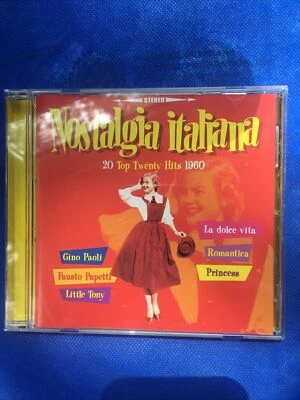 STEREO
Nostalgia italiana
20 Top Twenty Hits 1960
La dolce vita
Gino Paoli
Romantica
Fausto Papetti
Princess
Little Tony